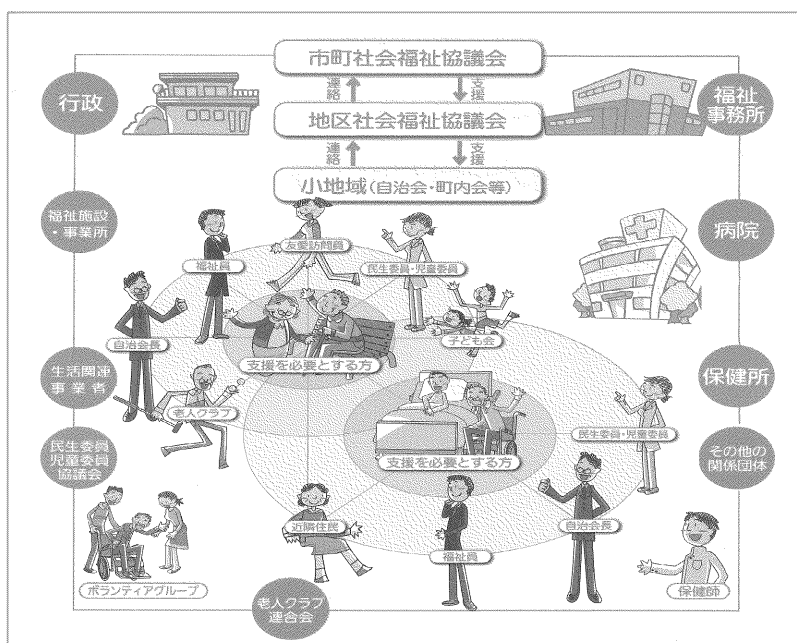 市町社会福祉協議会
連絡
支援
地区社会福祉協議会
連絡
支援
小地域(自治会・町内会等)
行政
福祉
事務所
福祉施設
・事業所
病院
福祉員
友愛訪問員
民生委員・児童委員
自治会長
支援を必要とする方
子ども会
生活関連
事業者
保健所
老人クラブ
民生委員・児童委員
民生委員
児童委員
協議会
支援を必要とする方
その他の
関係団体
近隣住民
福祉員
自治会長
ボランティアグループ
保健師
老人クラブ
連合会